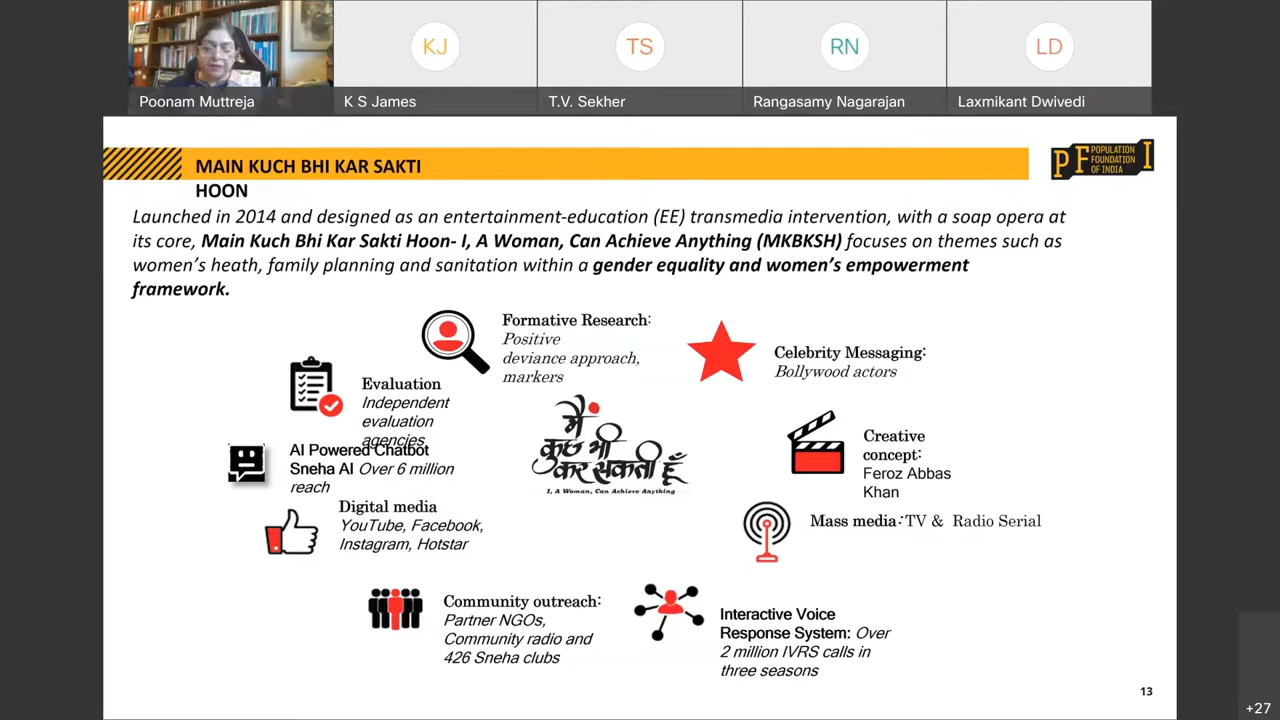 KJ
TS
RN
LD
Poonam Muttreja
K S James
T.V. Sekher
Rangasamy Nagarajan
Laxmikant Dwivedi
MAIN KUCH BHI KAR SAKTI
HOON
P F I
POPULATION
FOUNDATION
OF INDIA
Launched in 2014 and designed as an entertainment-education (EE) transmedia intervention, with a soap opera at
its core, Main Kuch Bhi Kar Sakti Hoon- I, A Woman, Can Achieve Anything (MKBKSH) focuses on themes such as
women's heath, family planning and sanitation within a gender equality and women's empowerment
framework.
Formative Research:
Positive
deviance approach,
markers
Celebrity Messaging:
Bollywood actors
Evaluation
Independent
evaluation
agencies
AI Powered Chatbot
Sneha AI Over 6 million
reach
मैं
कुछ भी
कर सकती हूँ
I, A Woman, Can Achieve Anything
Creative
concept:
Feroz Abbas
Khan
Digital media
YouTube, Facebook,
Instagram, Hotstar
Mass media: TV & Radio Serial
Community outreach:
Partner NGOs,
Community radio and
426 Sneha clubs
Interactive Voice
Response System: Over
2 million IVRS calls in
three seasons
13
+27